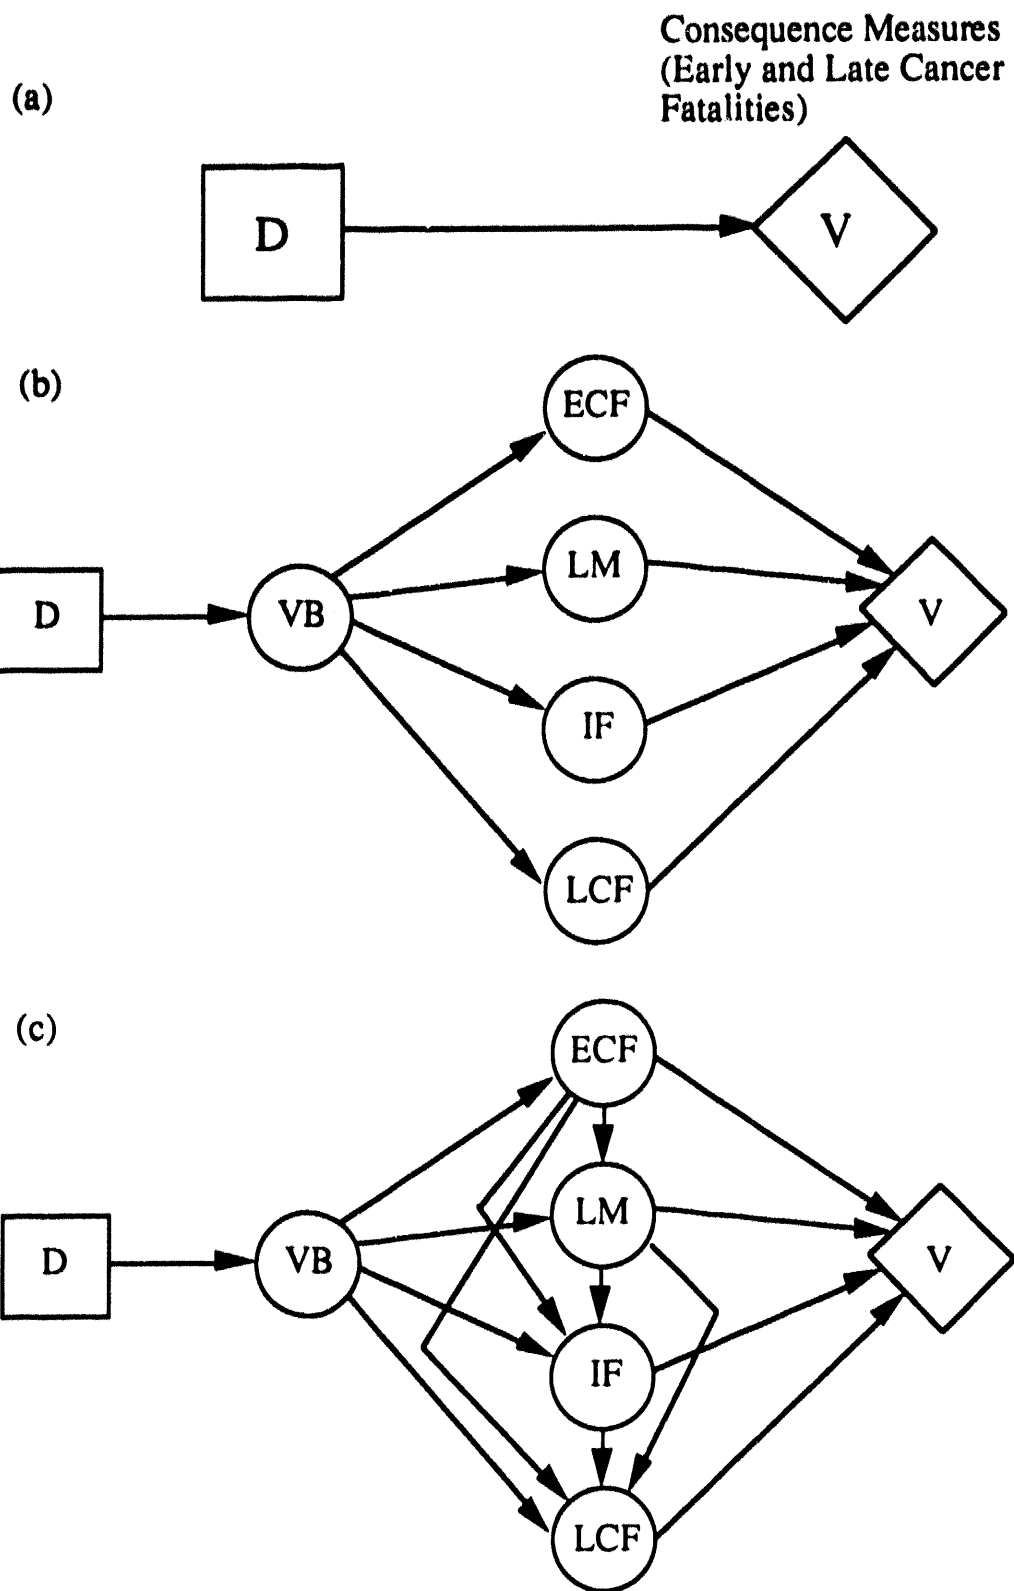 Consequence Measures
(Early and Late Cancer
Fatalities)
(a)
D
V
(b)
ECF
LM
D
VB
V
IF
LCF
(c)
ECF
LM
D
VB
V
IF
LCF